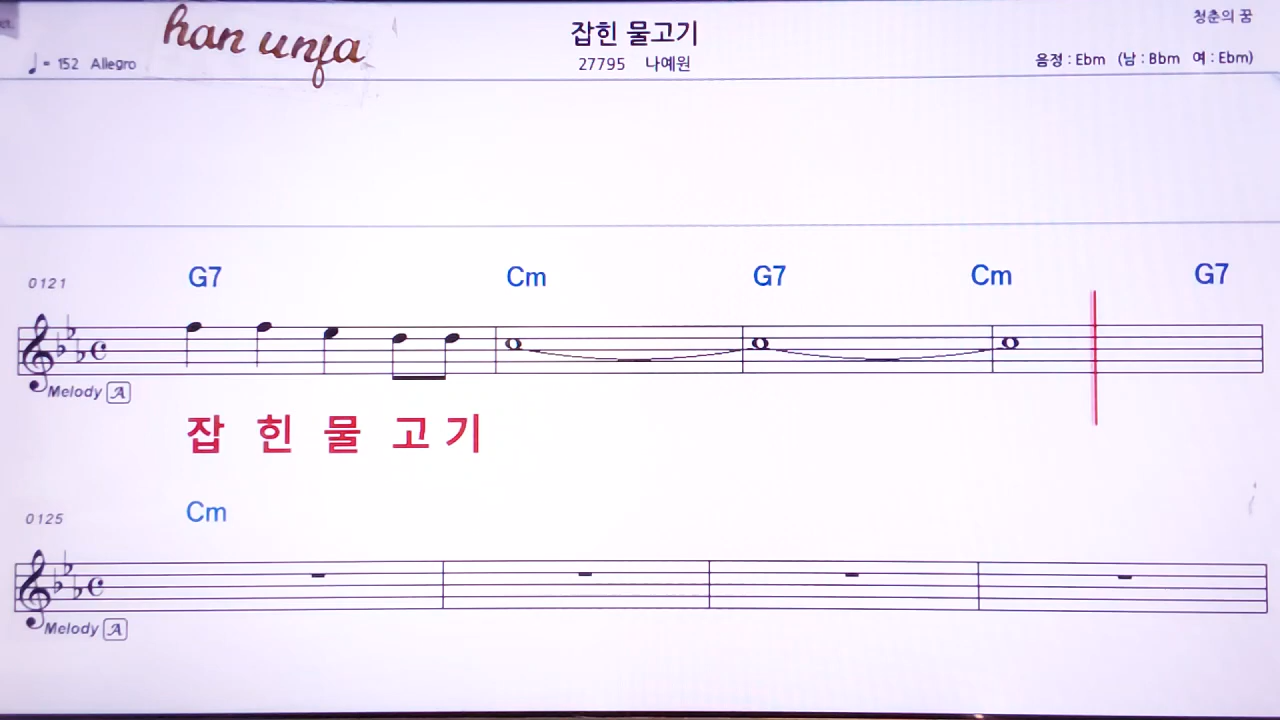 ct.
han unfa
잡힌 물고기
청춘의 꿈
♩ = 152 Allegro
27795 나예원
음정 : Ebm (남 : Bbm 여 : Ebm)
0121
G7 Cm G7 Cm G7
Melody A
잡 힌 물 고 기
0125
Cm
Melody A